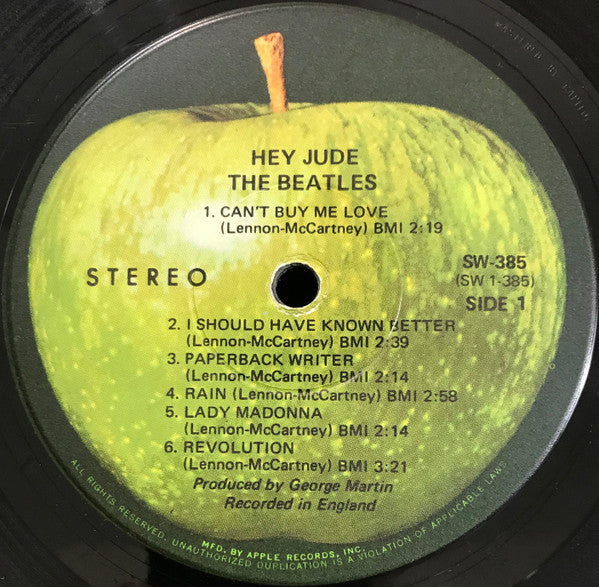 HEY JUDE
THE BEATLES
1. CAN'T BUY ME LOVE
(Lennon-McCartney) BMI 2:19
STEREO
SW-385
(SW 1-385)
SIDE 1
2. I SHOULD HAVE KNOWN BETTER
(Lennon-McCartney) BMI 2:39
3. PAPERBACK WRITER
(Lennon-McCartney) BMI 2:14
4. RAIN (Lennon-McCartney) BMI 2:58
5. LADY MADONNA
(Lennon-McCartney) BMI 2:14
6. REVOLUTION
(Lennon-McCartney) BMI 3:21
Produced by George Martin
Recorded in England
MFD. BY APPLE RECORDS, INC.
ALL RIGHTS RESERVED. UNAUTHORIZED DUPLICATION IS A VIOLATION OF APPLICABLE LAWS
MASTERED BY CAPITOL